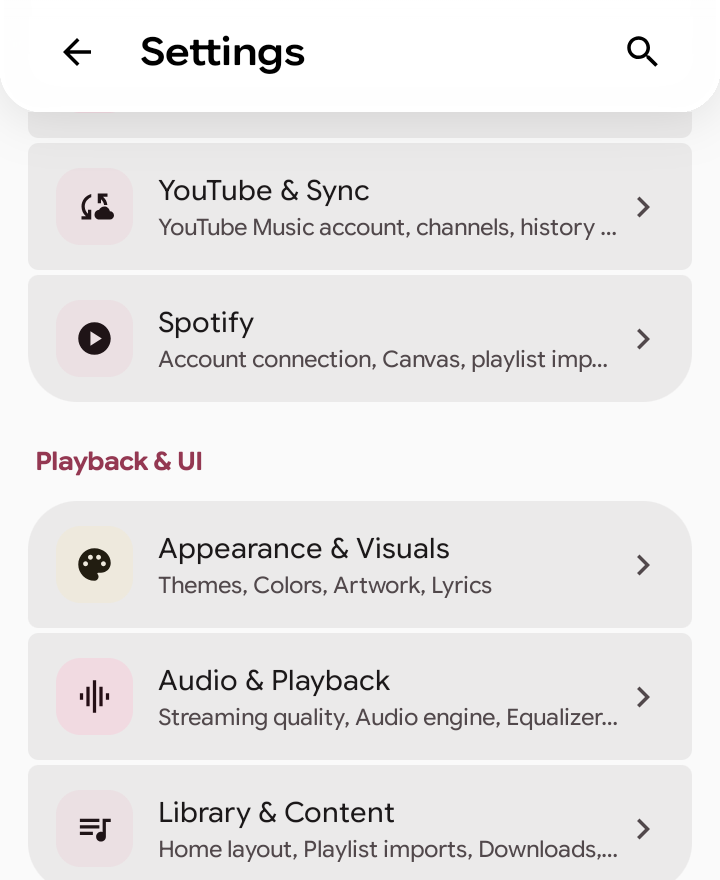 Settings
YouTube & Sync
YouTube Music account, channels, history ...
Spotify
Account connection, Canvas, playlist imp...
Playback & UI
Appearance & Visuals
Themes, Colors, Artwork, Lyrics
Audio & Playback
Streaming quality, Audio engine, Equalizer...
Library & Content
Home layout, Playlist imports, Downloads,...